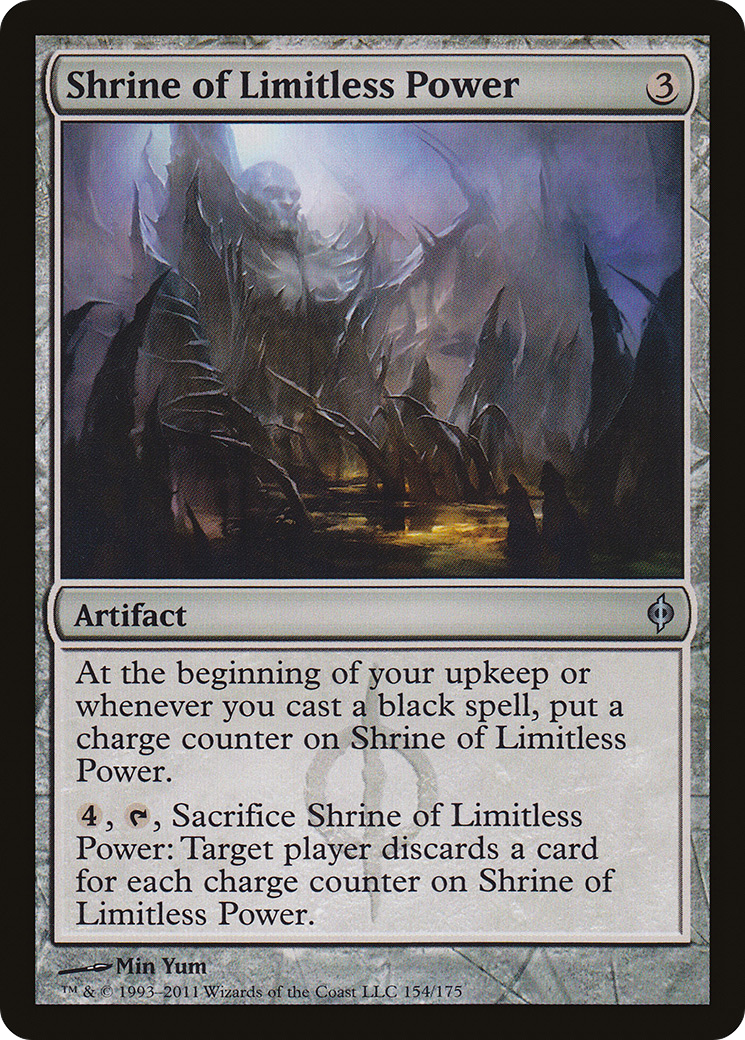 Shrine of Limitless Power 3
Artifact
At the beginning of your upkeep or
whenever you cast a black spell, put a
charge counter on Shrine of Limitless
Power.
4, , Sacrifice Shrine of Limitless
Power: Target player discards a card
for each charge counter on Shrine of
Limitless Power.
Min Yum
™ & © 1993–2011 Wizards of the Coast LLC 154/175